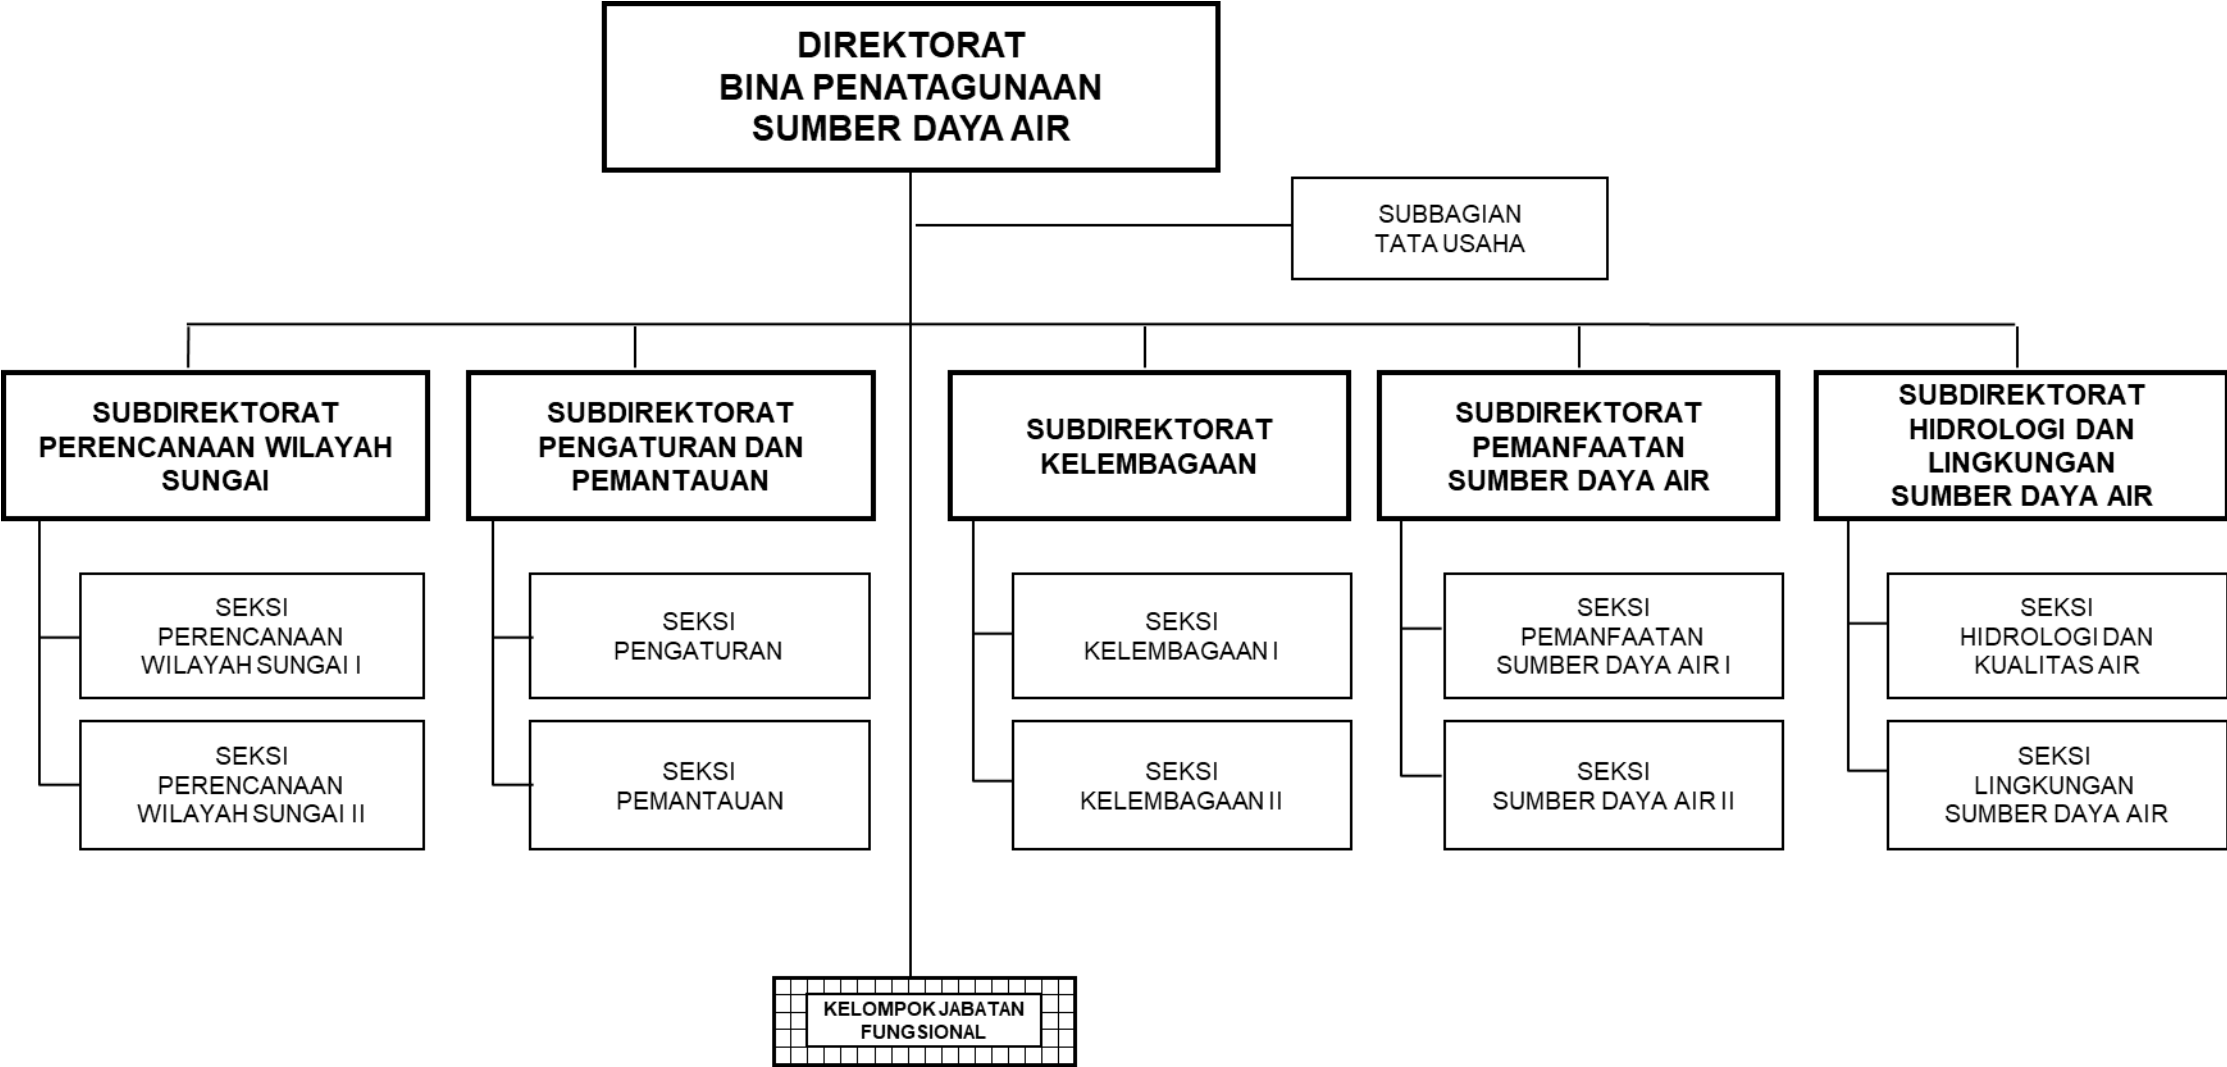 DIREKTORAT
BINA PENATAGUNAAN
SUMBER DAYA AIR
SUBBAGIAN
TATA USAHA
SUBDIREKTORAT
PERENCANAAN WILAYAH
SUNGAI
SUBDIREKTORAT
PENGATURAN DAN
PEMANTAUAN
SUBDIREKTORAT
KELEMBAGAAN
SUBDIREKTORAT
PEMANFAATAN
SUMBER DAYA AIR
SUBDIREKTORAT
HIDROLOGI DAN
LINGKUNGAN
SUMBER DAYA AIR
SEKSI
PERENCANAAN
WILAYAH SUNGAI I
SEKSI
PENGATURAN
SEKSI
KELEMBAGAAN I
SEKSI
PEMANFAATAN
SUMBER DAYA AIR I
SEKSI
HIDROLOGI DAN
KUALITAS AIR
SEKSI
PERENCANAAN
WILAYAH SUNGAI II
SEKSI
PEMANTAUAN
SEKSI
KELEMBAGAAN II
SEKSI
SUMBER DAYA AIR II
SEKSI
LINGKUNGAN
SUMBER DAYA AIR
KELOMPOK JABATAN
FUNGSIONAL